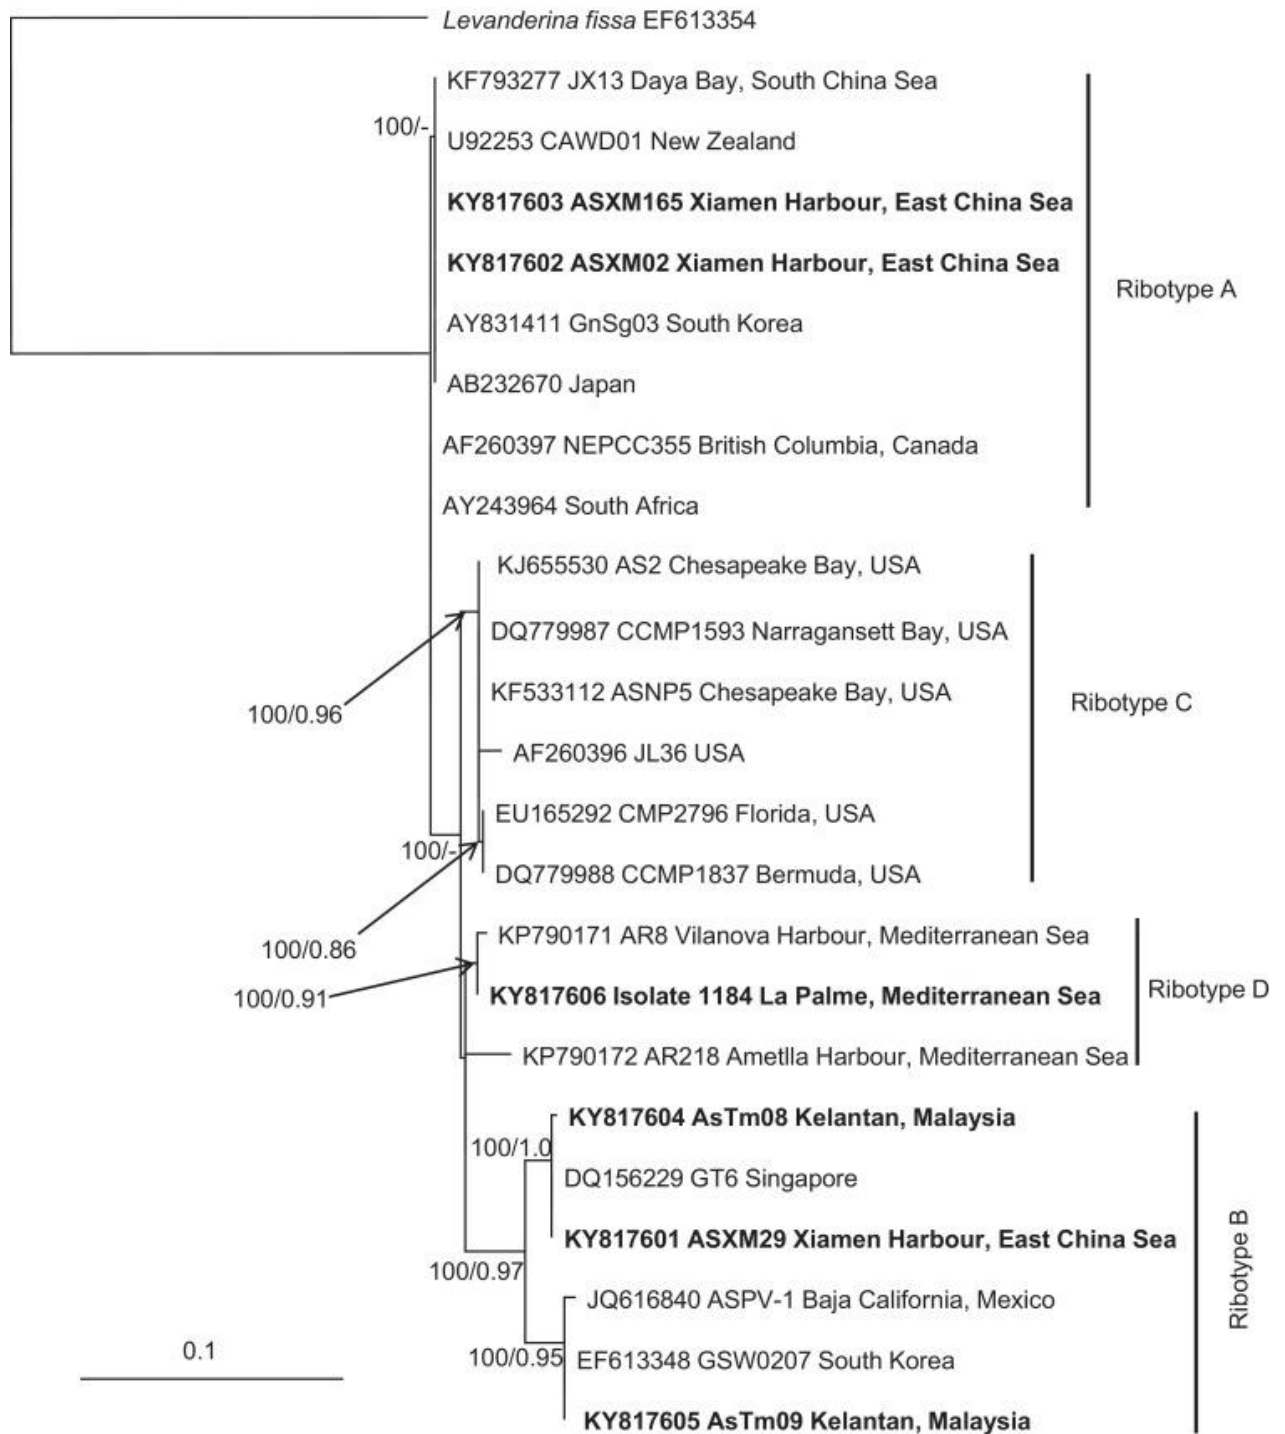 Levanderina fissa EF613354
KF793277 JX13 Daya Bay, South China Sea
100/-
U92253 CAWD01 New Zealand
KY817603 ASXM165 Xiamen Harbour, East China Sea
KY817602 ASXM02 Xiamen Harbour, East China Sea
Ribotype A
AY831411 GnSg03 South Korea
AB232670 Japan
AF260397 NEPCC355 British Columbia, Canada
AY243964 South Africa
KJ655530 AS2 Chesapeake Bay, USA
DQ779987 CCMP1593 Narragansett Bay, USA
KF533112 ASNP5 Chesapeake Bay, USA
Ribotype C
100/0.96
AF260396 JL36 USA
EU165292 CMP2796 Florida, USA
100/-
DQ779988 CCMP1837 Bermuda, USA
KP790171 AR8 Vilanova Harbour, Mediterranean Sea
100/0.86
100/0.91
KY817606 Isolate 1184 La Palme, Mediterranean Sea
Ribotype D
KP790172 AR218 Ametlla Harbour, Mediterranean Sea
KY817604 AsTm08 Kelantan, Malaysia
100/1.0
DQ156229 GT6 Singapore
KY817601 ASXM29 Xiamen Harbour, East China Sea
Ribotype B
100/0.97
JQ616840 ASPV-1 Baja California, Mexico
0.1
100/0.95
EF613348 GSW0207 South Korea
KY817605 AsTm09 Kelantan, Malaysia